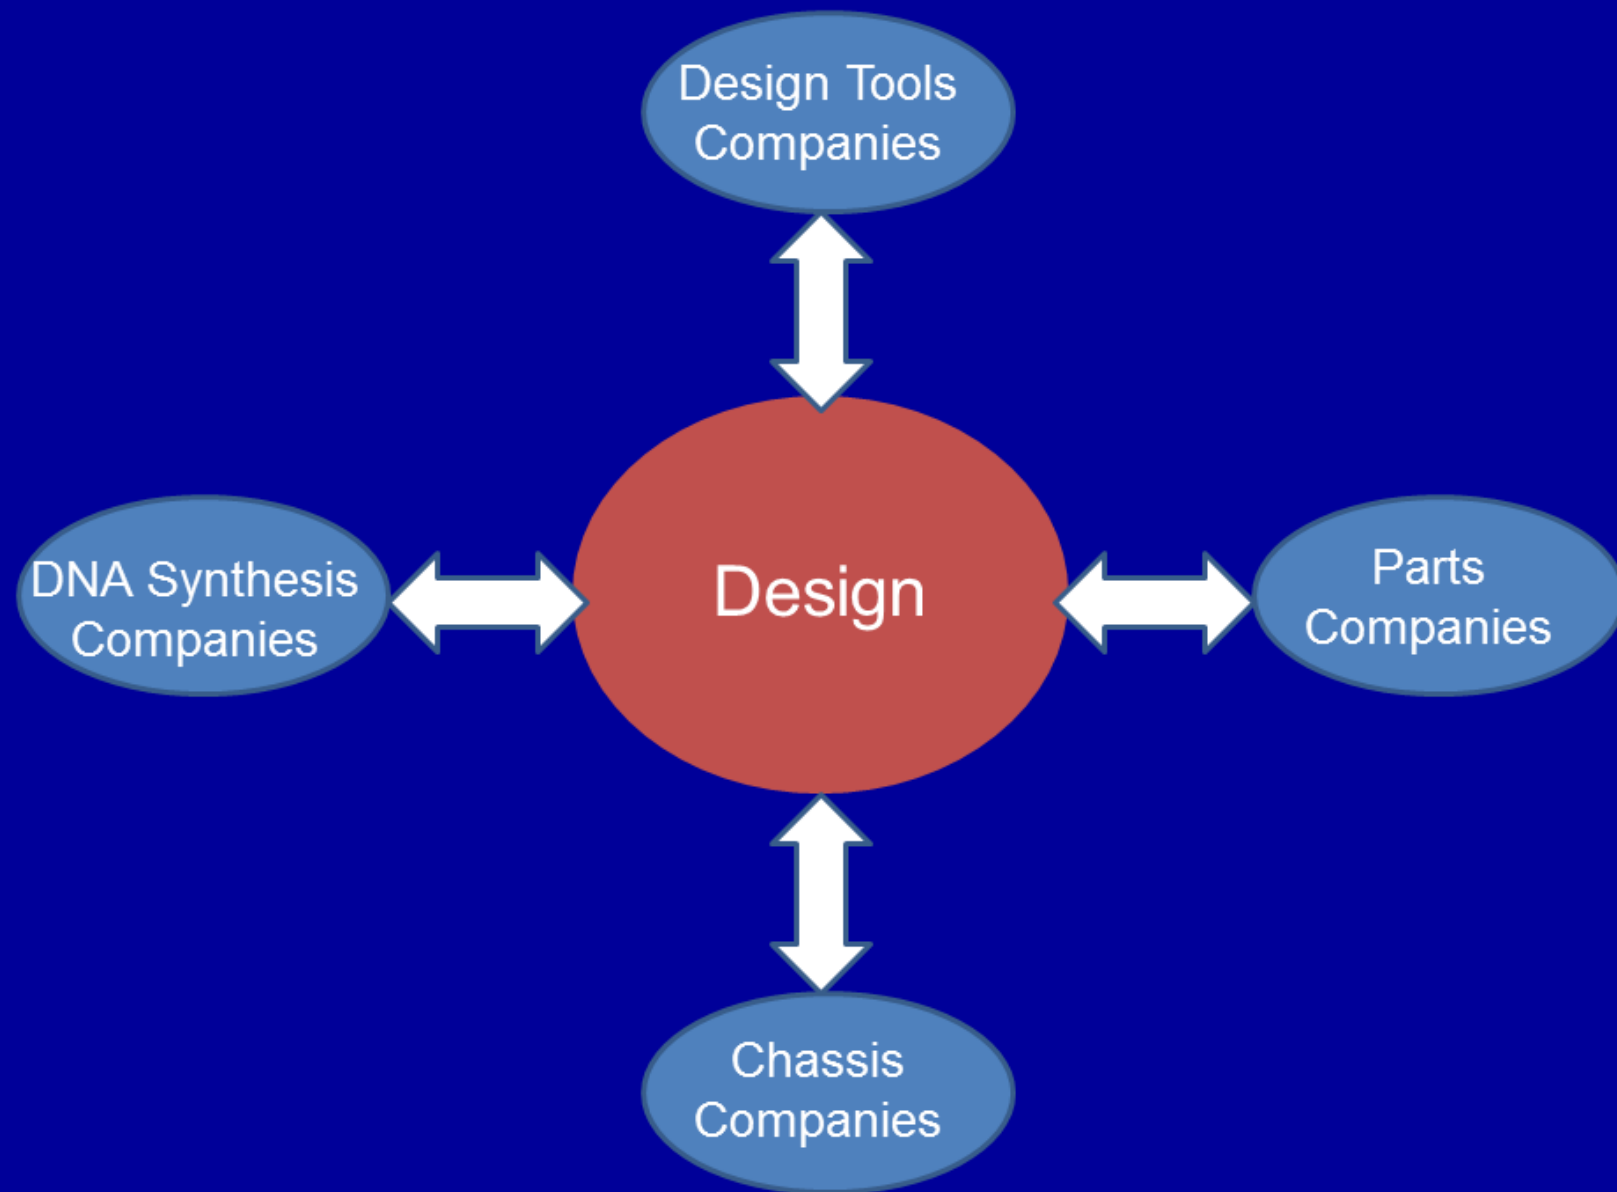 Design Tools
Companies
DNA Synthesis
Companies
Design
Parts
Companies
Chassis
Companies